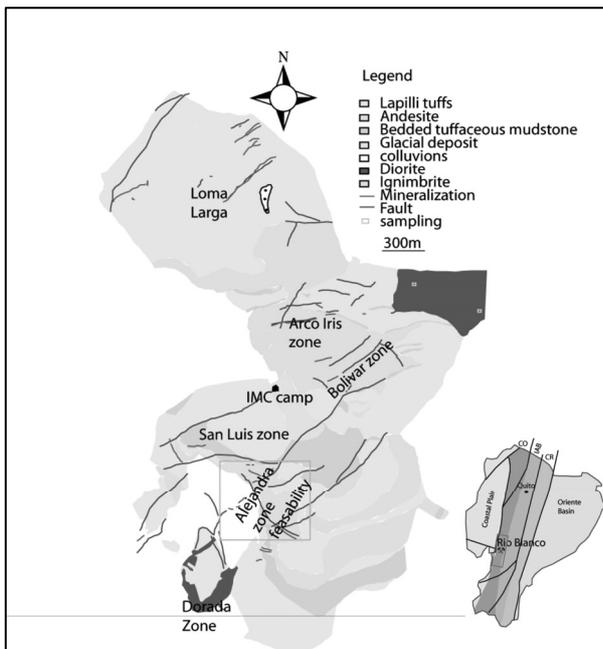 N
Legend
Lapilli tuffs
Andesite
Bedded tuffaceous mudstone
Glacial deposit
colluvions
Diorite
Ignimbrite
Mineralization
Fault
sampling
300m
Loma
Larga
Arco Iris
zone
Bolivar zone
IMC camp
San Luis zone
Alejandra
zone
feasability
Dorada
Zone
CO
IAB
CR
Quito
Coastal Plair
Oriente
Basin
Rio Blanco